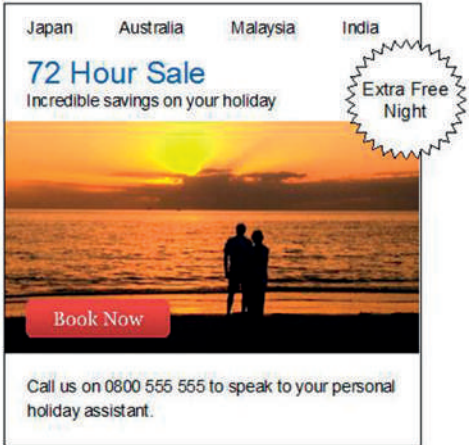 Japan Australia Malaysia India
72 Hour Sale
Incredible savings on your holiday
Extra Free
Night
Book Now
Call us on 0800 555 555 to speak to your personal
holiday assistant.